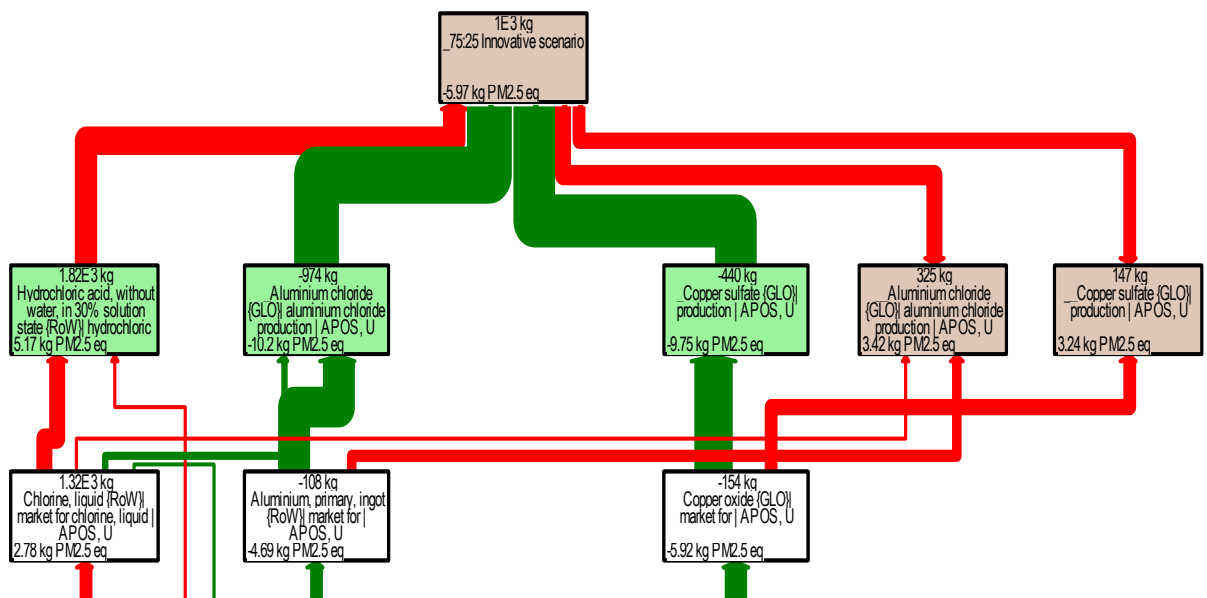 1E3 kg
_75:25 Innovative scenario
-5.97 kg PM2.5 eq
1.82E3 kg
Hydrochloric acid, without
water, in 30% solution
state {RoW}| hydrochloric
5.17 kg PM2.5 eq
-974 kg
_Aluminium chloride
{GLO}| aluminium chloride
production | APOS, U
-10.2 kg PM2.5 eq
-440 kg
_Copper sulfate {GLO}|
production | APOS, U
-9.75 kg PM2.5 eq
325 kg
__Aluminium chloride
{GLO}| aluminium chloride
production | APOS, U
3.42 kg PM2.5 eq
147 kg
__Copper sulfate {GLO}|
production | APOS, U
3.24 kg PM2.5 eq
1.32E3 kg
Chlorine, liquid {RoW}|
market for chlorine, liquid |
APOS, U
2.78 kg PM2.5 eq
-108 kg
Aluminium, primary, ingot
{RoW}| market for |
APOS, U
-4.69 kg PM2.5 eq
-154 kg
Copper oxide {GLO}|
market for | APOS, U
-5.92 kg PM2.5 eq